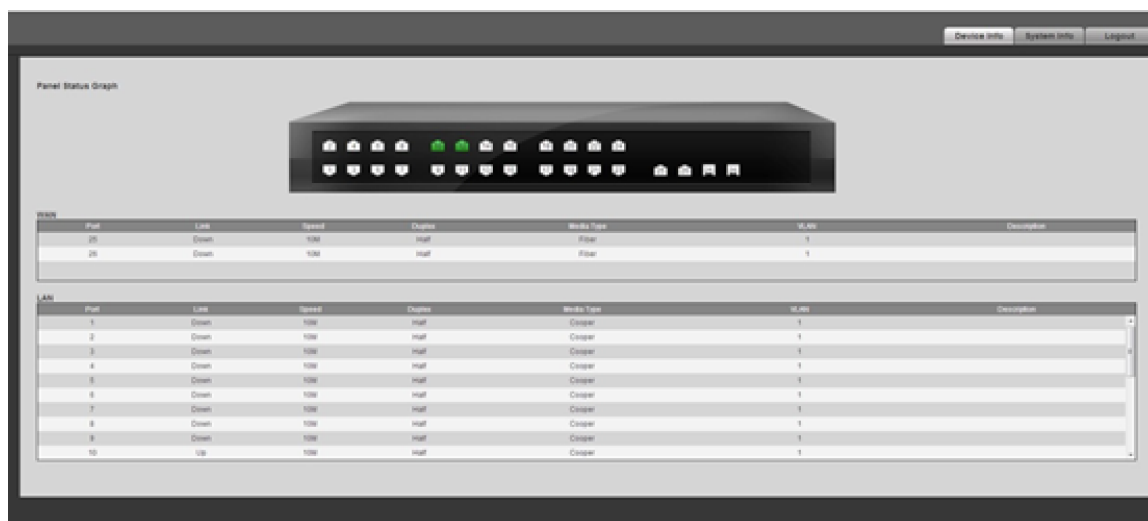 Device Info System Info Logout
Panel Status Graph
WAN
Port Link Speed Duplex Media Type VLAN Description
25 Down 10M Half Fiber 1
26 Down 10M Half Fiber 1
LAN
Port Link Speed Duplex Media Type VLAN Description
1 Down 10M Half Cooper 1
2 Down 10M Half Cooper 1
3 Down 10M Half Cooper 1
4 Down 10M Half Cooper 1
5 Down 10M Half Cooper 1
6 Down 10M Half Cooper 1
7 Down 10M Half Cooper 1
8 Down 10M Half Cooper 1
9 Down 10M Half Cooper 1
10 Up 10M Half Cooper 1